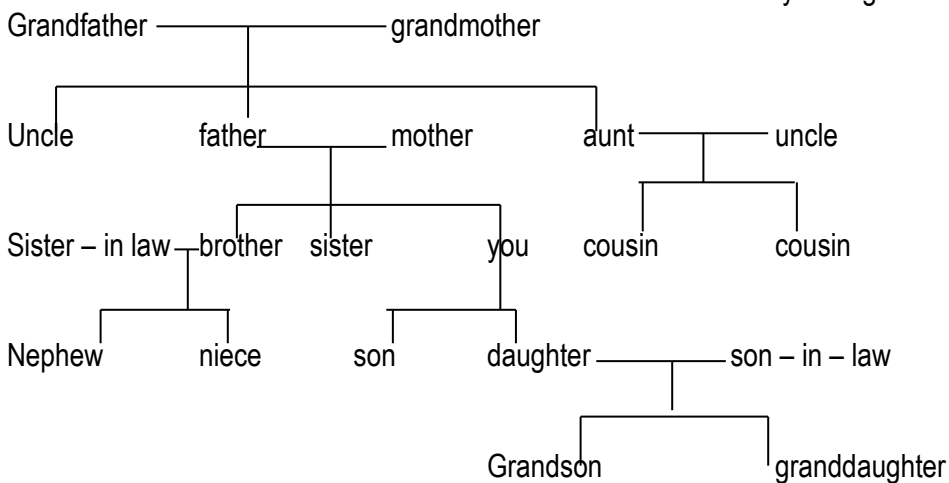 Grandfather grandmother
Uncle father mother aunt uncle
Sister – in law brother sister you cousin cousin
Nephew niece son daughter son – in – law
Grandson granddaughter